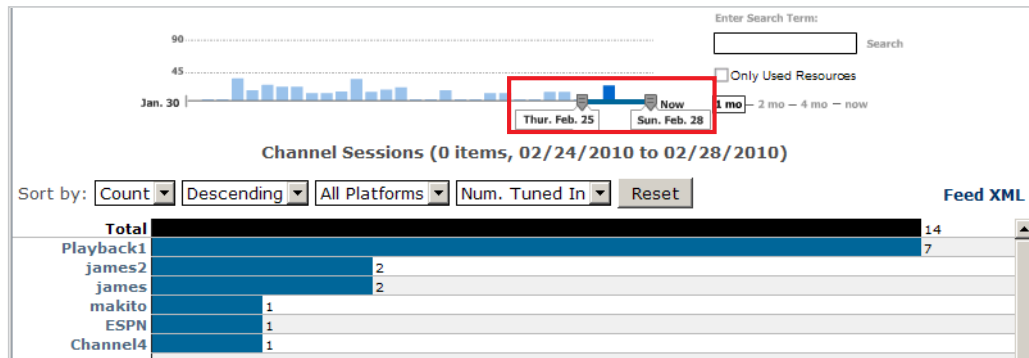 Enter Search Term:
90
Search
45
Only Used Resources
Jan. 30
Now
1 mo – 2 mo – 4 mo – now
Thur. Feb. 25
Sun. Feb. 28
Channel Sessions (0 items, 02/24/2010 to 02/28/2010)
Sort by: Count Descending All Platforms Num. Tuned In Reset Feed XML
Total 14
Playback1 7
james2 2
james 2
makito 1
ESPN 1
Channel4 1